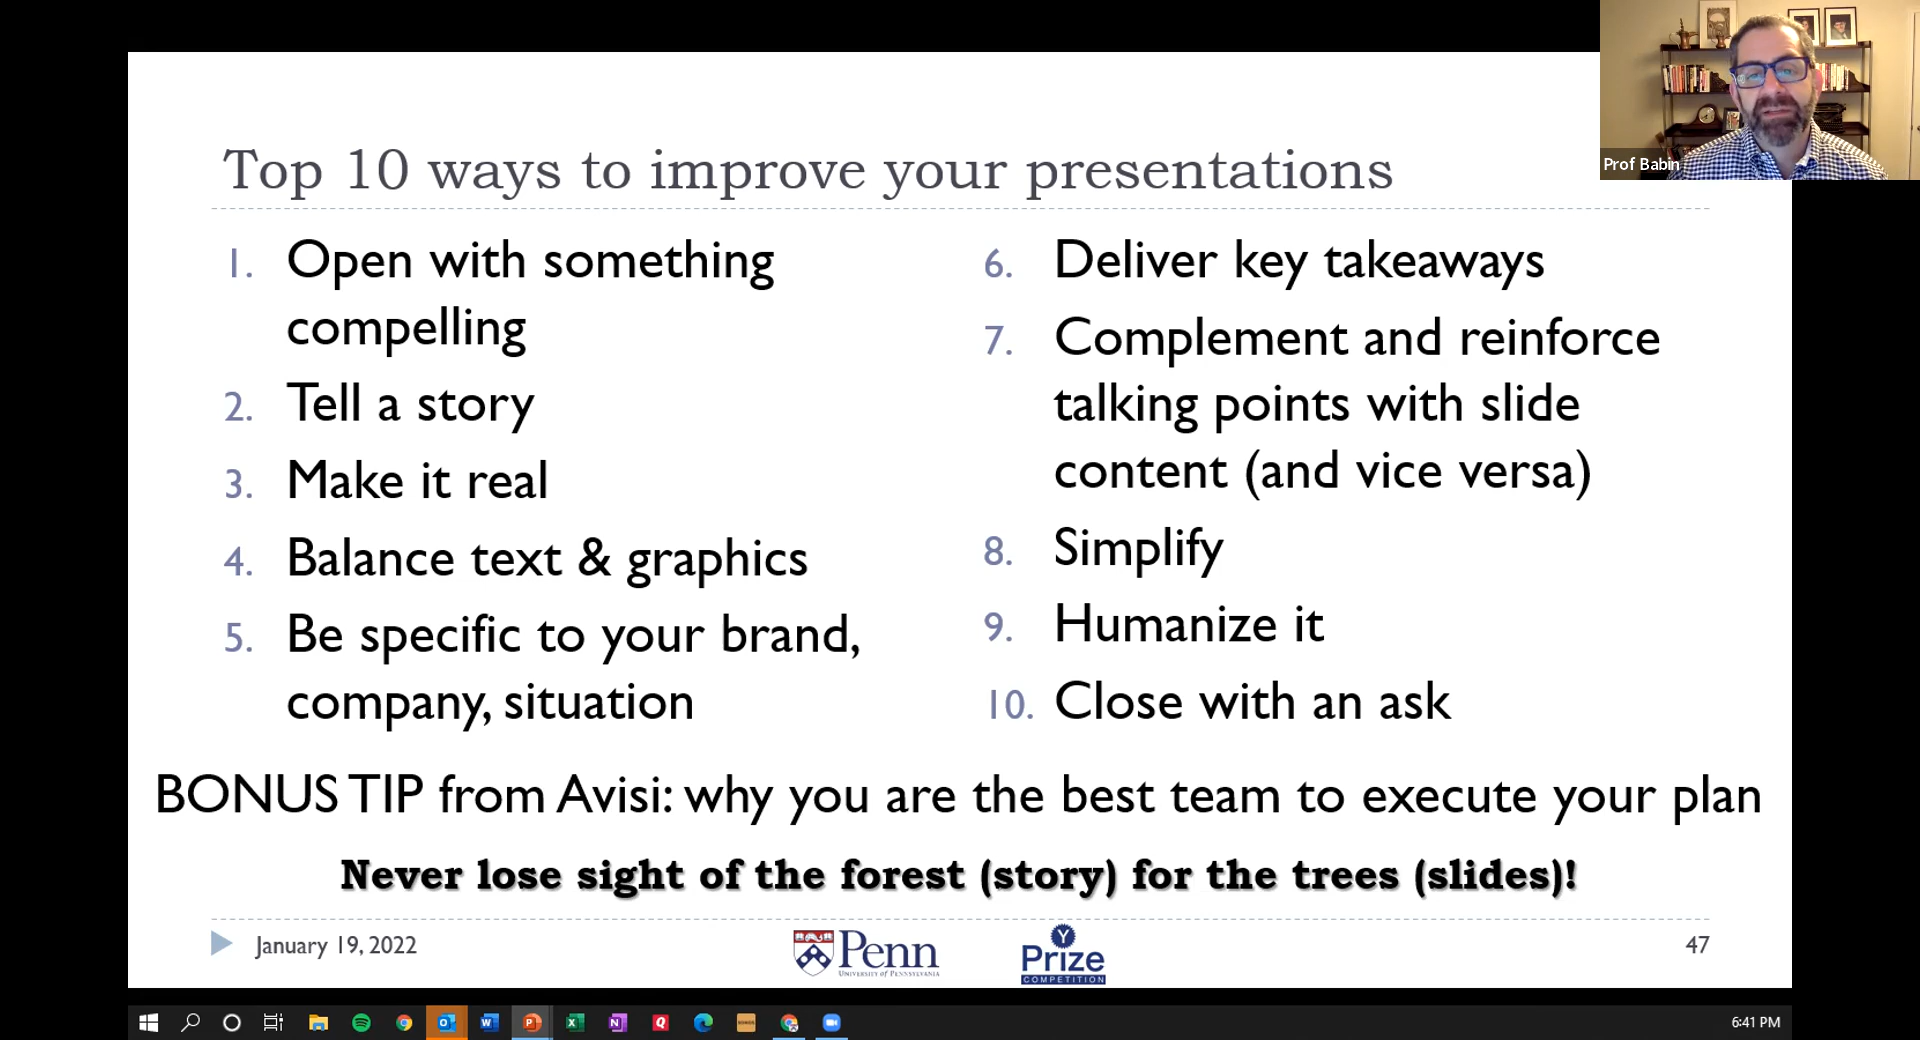 Top 10 ways to improve your presentations
1. Open with something
compelling
2. Tell a story
3. Make it real
4. Balance text & graphics
5. Be specific to your brand,
company, situation
6. Deliver key takeaways
7. Complement and reinforce
talking points with slide
content (and vice versa)
8. Simplify
9. Humanize it
10. Close with an ask
BONUS TIP from Avisi: why you are the best team to execute your plan
Never lose sight of the forest (story) for the trees (slides)!
January 19, 2022
Penn
UNIVERSITY of PENNSYLVANIA
Y
Prize
COMPETITION
47
Prof Babin
6:41 PM